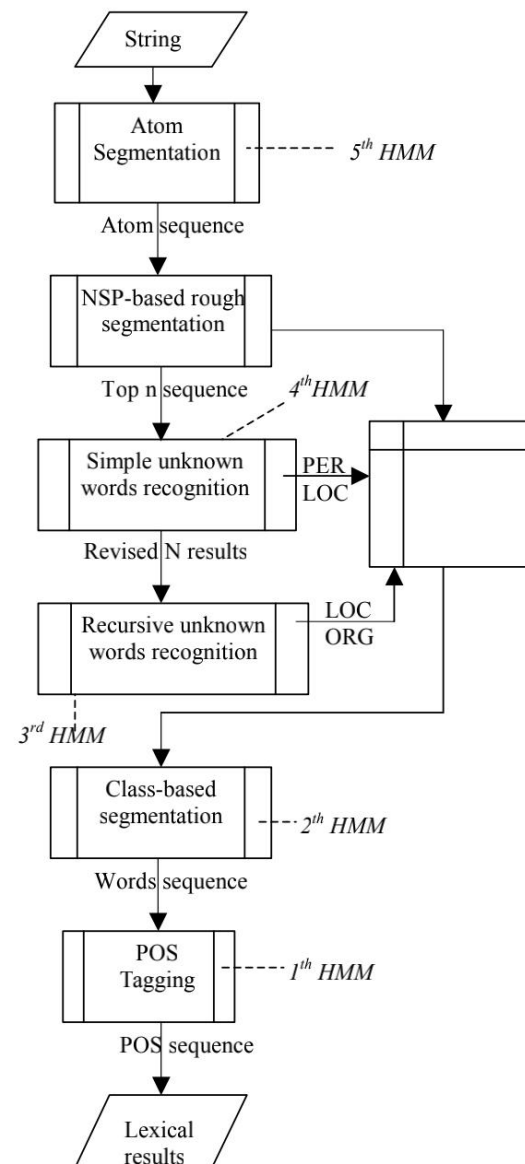 String
Atom
Segmentation
5th HMM
Atom sequence
NSP-based rough
segmentation
Top n sequence
4thHMM
Simple unknown
words recognition
PER
LOC
Revised N results
Recursive unknown
words recognition
LOC
ORG
3rd HMM
Class-based
segmentation
2th HMM
Words sequence
POS
Tagging
1th HMM
POS sequence
Lexical
results